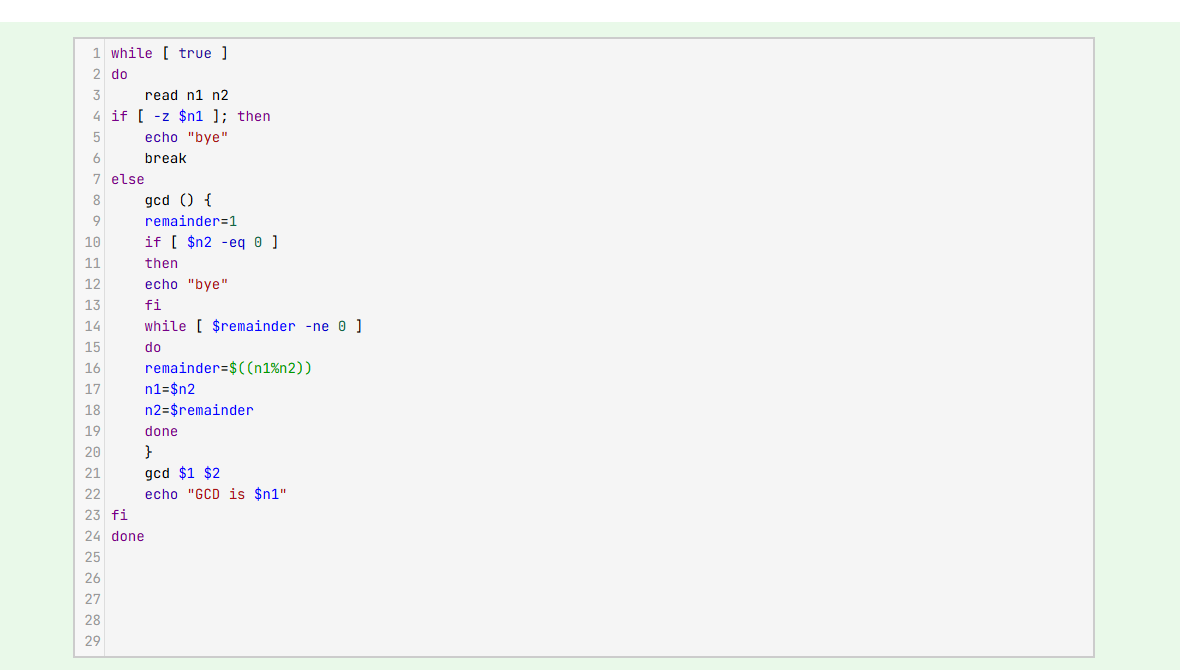 1 while [ true ]
2 do
3     read n1 n2
4 if [ -z $n1 ]; then
5     echo "bye"
6     break
7 else
8     gcd () {
9     remainder=1
10     if [ $n2 -eq 0 ]
11     then
12     echo "bye"
13     fi
14     while [ $remainder -ne 0 ]
15     do
16     remainder=$((n1%n2))
17     n1=$n2
18     n2=$remainder
19     done
20     }
21     gcd $1 $2
22     echo "GCD is $n1"
23 fi
24 done
25
26
27
28
29